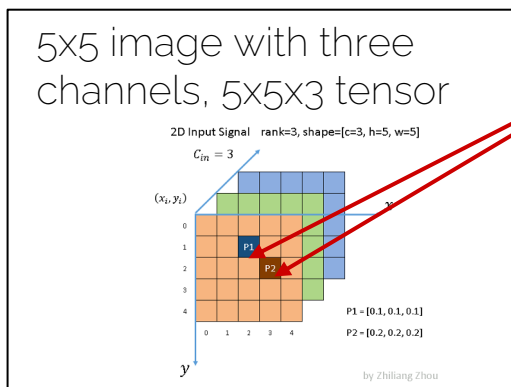 5x5 image with three
channels, 5x5x3 tensor
2D Input Signal rank=3, shape=[c=3, h=5, w=5]
C_in = 3
(x_i, y_i)
x
0
1
P1
2
P2
3
4
P1 = [0.1, 0.1, 0.1]
0 1 2 3 4
P2 = [0.2, 0.2, 0.2]
y
by Zhiliang Zhou